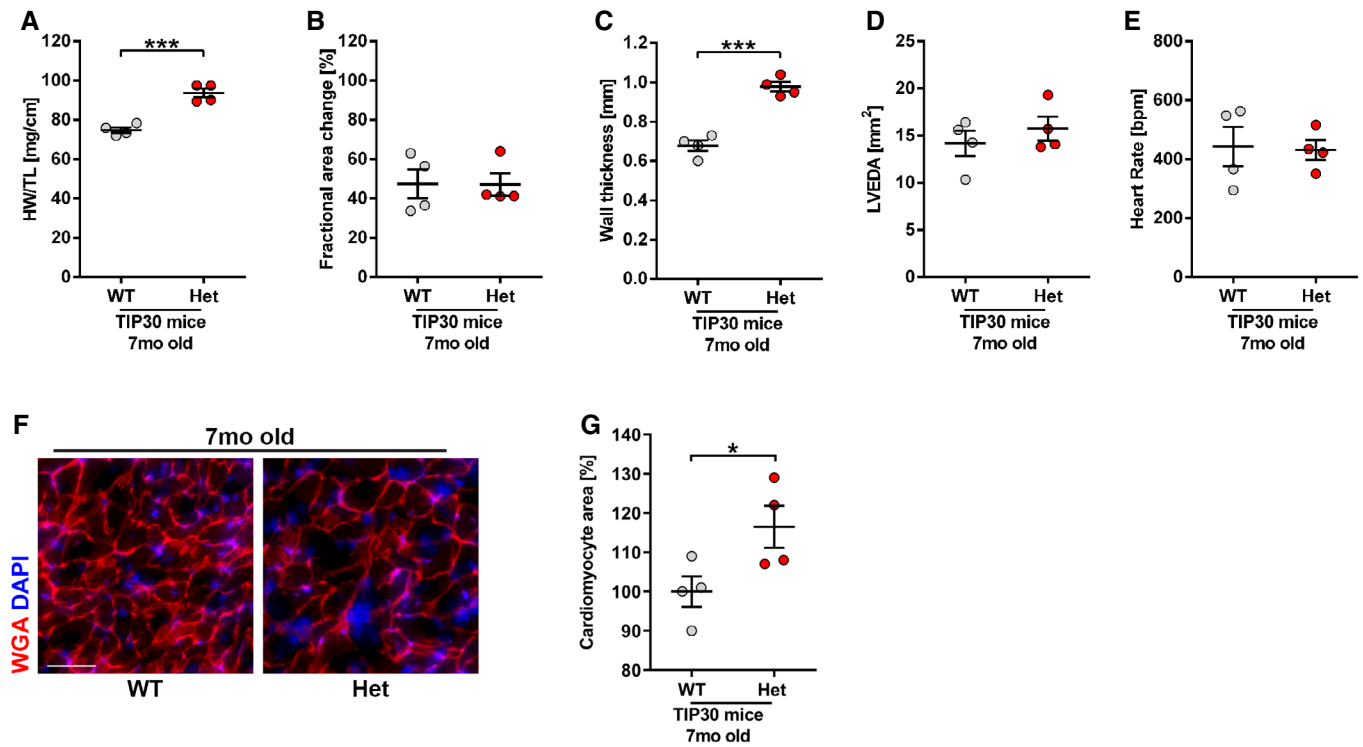 A
HW/TL [mg/cm]
120
100
80
60
40
20
0
***
WT
Het
TIP30 mice
7mo old
B
Fractional area change [%]
120
100
80
60
40
20
0
WT
Het
TIP30 mice
7mo old
C
Wall thickness [mm]
1.2
1.0
0.8
0.6
0.4
0.2
0.0
***
WT
Het
TIP30 mice
7mo old
D
LVEDA [mm²]
25
20
15
10
5
0
WT
Het
TIP30 mice
7mo old
E
Heart Rate [bpm]
800
600
400
200
0
WT
Het
TIP30 mice
7mo old
F
7mo old
WGA DAPI
WT
Het
G
Cardiomyocyte area [%]
140
130
120
110
100
90
80
*
WT
Het
TIP30 mice
7mo old